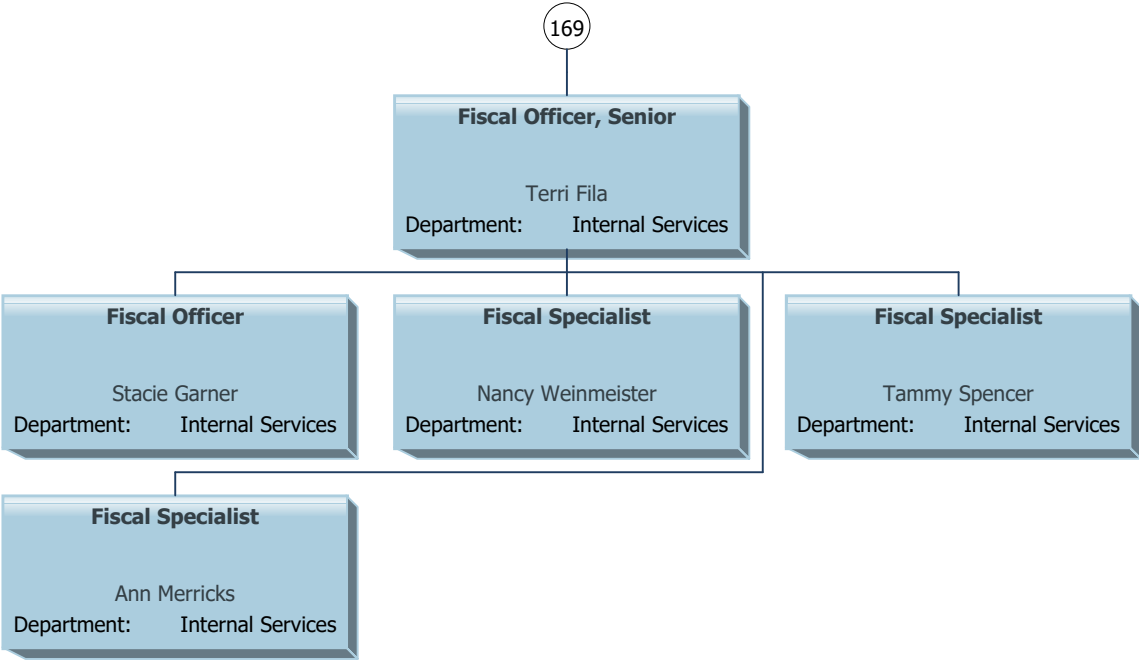 169
Fiscal Officer, Senior
Terri Fila
Department: Internal Services
Fiscal Officer
Stacie Garner
Department: Internal Services
Fiscal Specialist
Nancy Weinmeister
Department: Internal Services
Fiscal Specialist
Tammy Spencer
Department: Internal Services
Fiscal Specialist
Ann Merricks
Department: Internal Services